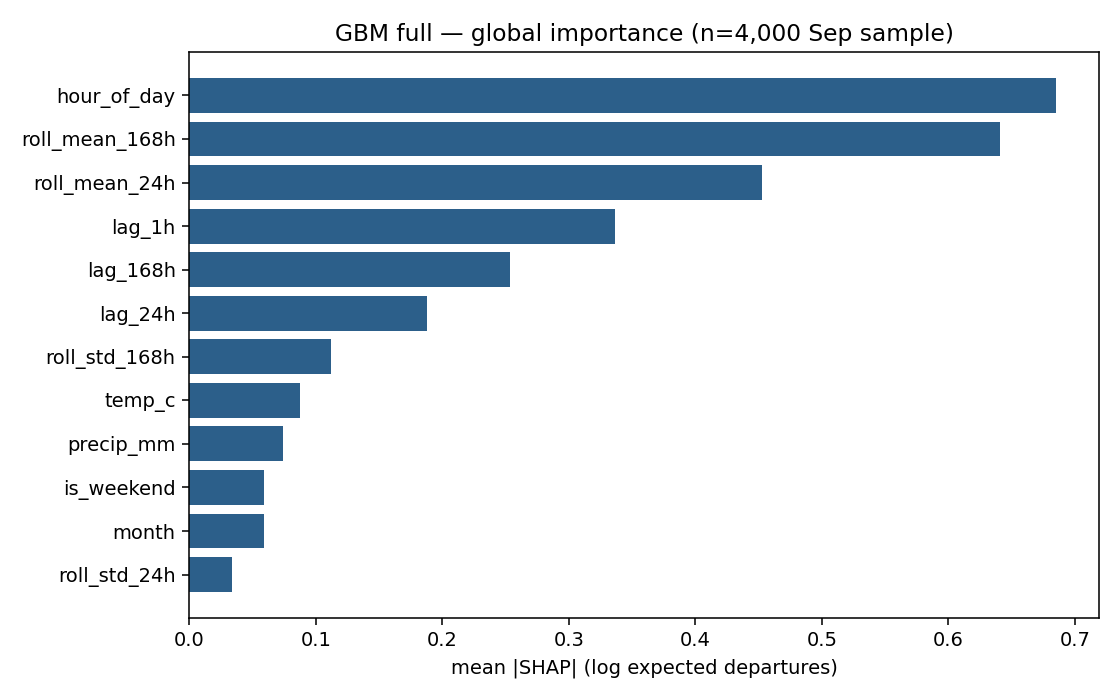 GBM full — global importance (n=4,000 Sep sample)
hour_of_day
roll_mean_168h
roll_mean_24h
lag_1h
lag_168h
lag_24h
roll_std_168h
temp_c
precip_mm
is_weekend
month
roll_std_24h
0.0 0.1 0.2 0.3 0.4 0.5 0.6 0.7
mean |SHAP| (log expected departures)